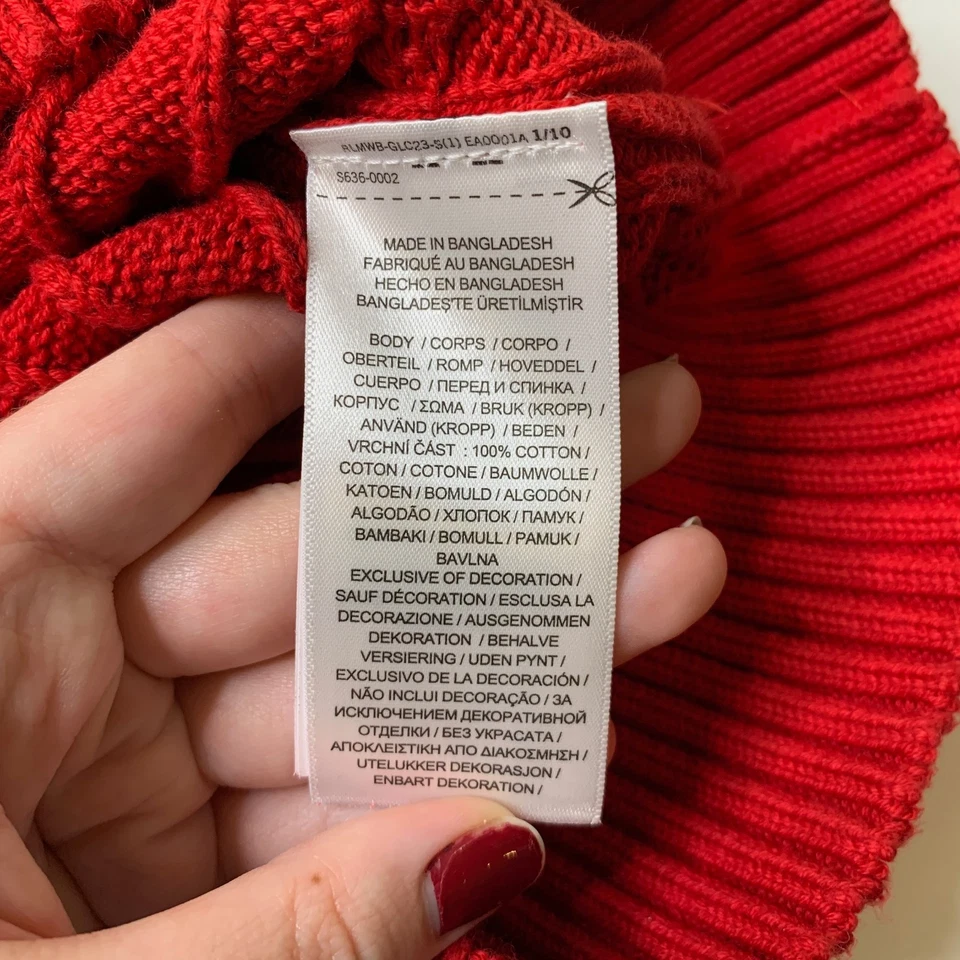 RLMWB-GLC23-S(1) EA0001A 1/10
S636-0002
MADE IN BANGLADESH
FABRIQUÉ AU BANGLADESH
HECHO EN BANGLADESH
BANGLADEŞ'TE ÜRETİLMİŞTİR
BODY / CORPS / CORPO /
OBERTEIL / ROMP / HOVEDDEL /
CUERPO / ПЕРЕД И СПИНКА /
КОРПУС / ΣΩΜΑ / BRUK (KROPP) /
ANVÄND (KROPP) / BEDEN /
VRCHNÍ ČÁST : 100% COTTON /
COTON / COTONE / BAUMWOLLE /
KATOEN / BOMULD / ALGODÓN /
ALGODÃO / ХЛОПОК / ПАМУК /
BAMBAKI / BOMULL / PAMUK /
BAVLNA
EXCLUSIVE OF DECORATION /
SAUF DÉCORATION / ESCLUSA LA
DECORAZIONE / AUSGENOMMEN
DEKORATION / BEHALVE
VERSIERING / UDEN PYNT /
EXCLUSIVO DE LA DECORACIÓN /
NÃO INCLUI DECORAÇÃO / ЗА
ИСКЛЮЧЕНИЕМ ДЕКОРАТИВНОЙ
ОТДЕЛКИ / БЕЗ УКРАСАТА /
ΑΠΟΚΛΕΙΣΤΙΚΗ ΑΠΟ ΔΙΑΚΟΣΜΗΣΗ /
UTELUKKER DEKORASJON /
ENBART DEKORATION /